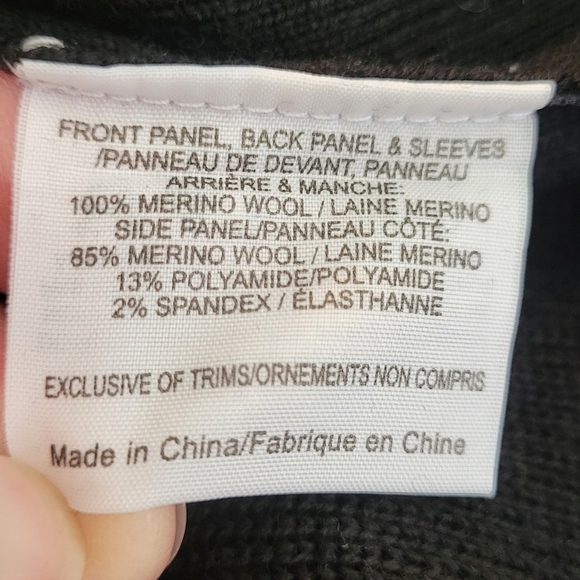 FRONT PANEL, BACK PANEL & SLEEVES
/PANNEAU DE DEVANT, PANNEAU
ARRIÈRE & MANCHE:
100% MERINO WOOL / LAINE MERINO
SIDE PANEL/PANNEAU CÔTÉ:
85% MERINO WOOL / LAINE MERINO
13% POLYAMIDE/POLYAMIDE
2% SPANDEX / ÉLASTHANNE
EXCLUSIVE OF TRIMS/ORNEMENTS NON COMPRIS
Made in China/Fabrique en Chine